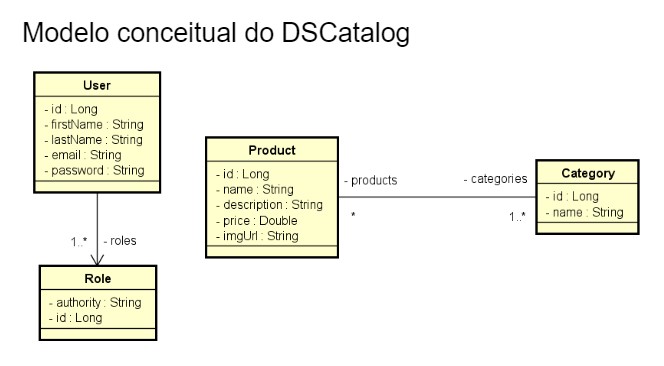 Modelo conceitual do DSCatalog
User
- id : Long
- firstName : String
- lastName : String
- email : String
- password : String
1..* - roles
Role
- authority : String
- id : Long
Product
- id : Long
- name : String
- description : String
- price : Double
- imgUrl : String
- products
*
- categories
1..*
Category
- id : Long
- name : String